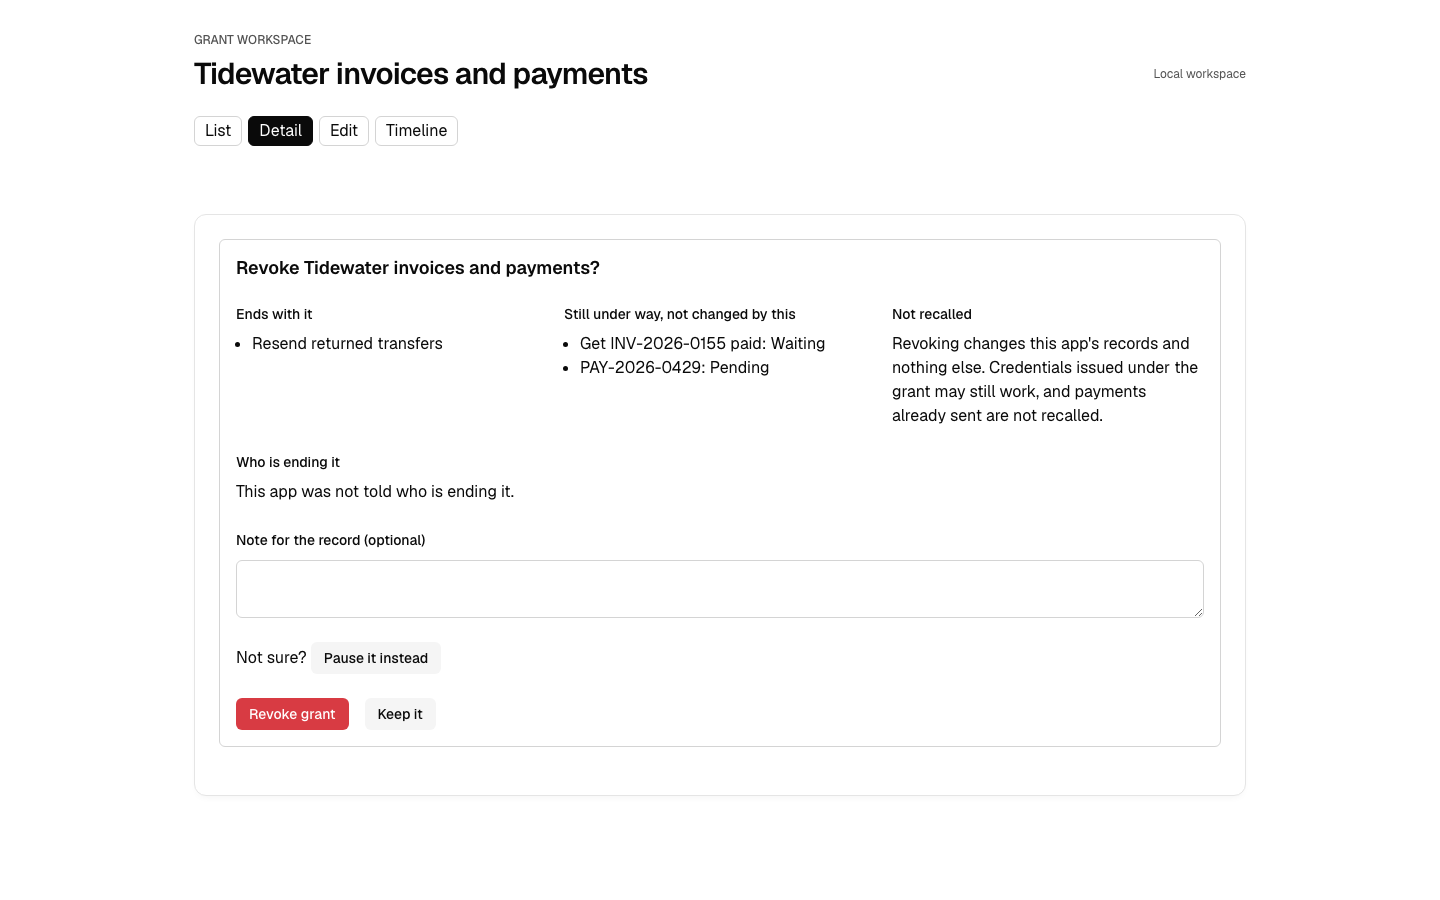 GRANT WORKSPACE
Tidewater invoices and payments
Local workspace
List
Detail
Edit
Timeline
Revoke Tidewater invoices and payments?
Ends with it
Resend returned transfers
Still under way, not changed by this
Get INV-2026-0155 paid: Waiting
PAY-2026-0429: Pending
Not recalled
Revoking changes this app's records and
nothing else. Credentials issued under the
grant may still work, and payments
already sent are not recalled.
Who is ending it
This app was not told who is ending it.
Note for the record (optional)
Not sure? Pause it instead
Revoke grant
Keep it